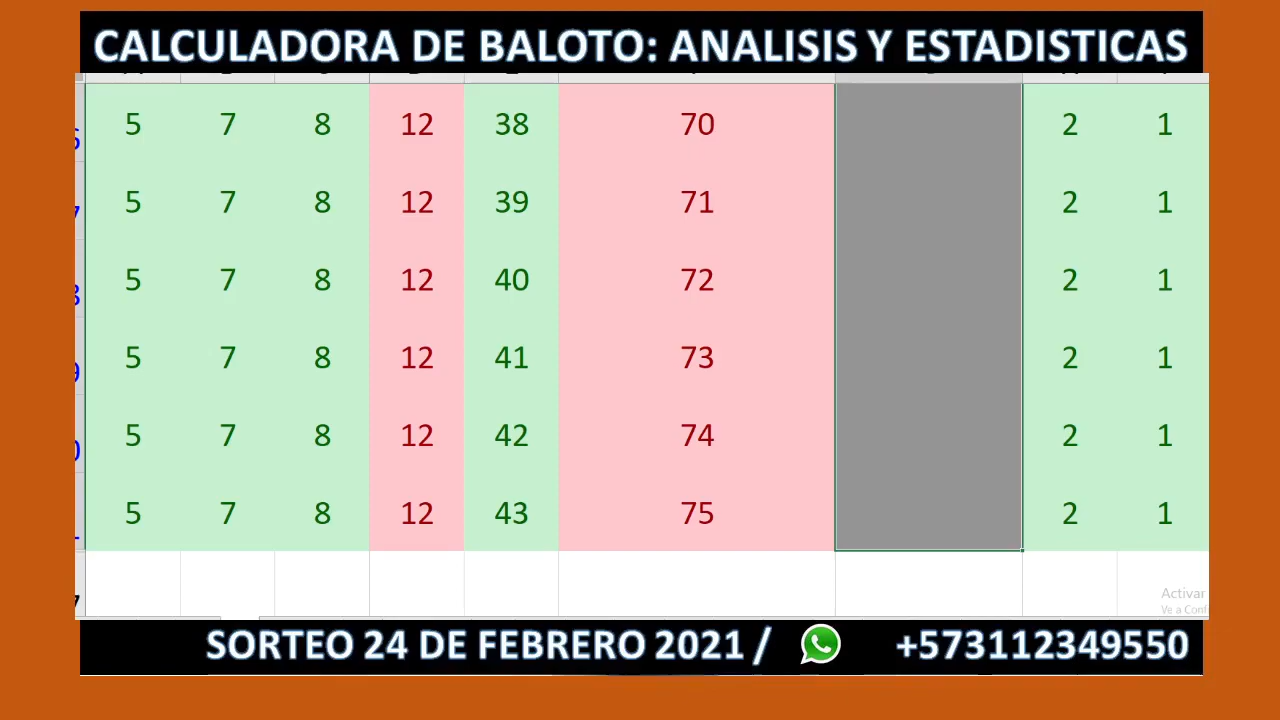 CALCULADORA DE BALOTO: ANALISIS Y ESTADISTICAS
5 7 8 12 38 70 2 1
5 7 8 12 39 71 2 1
5 7 8 12 40 72 2 1
5 7 8 12 41 73 2 1
5 7 8 12 42 74 2 1
5 7 8 12 43 75 2 1
Activar
Ve a Conf
SORTEO 24 DE FEBRERO 2021 / +573112349550